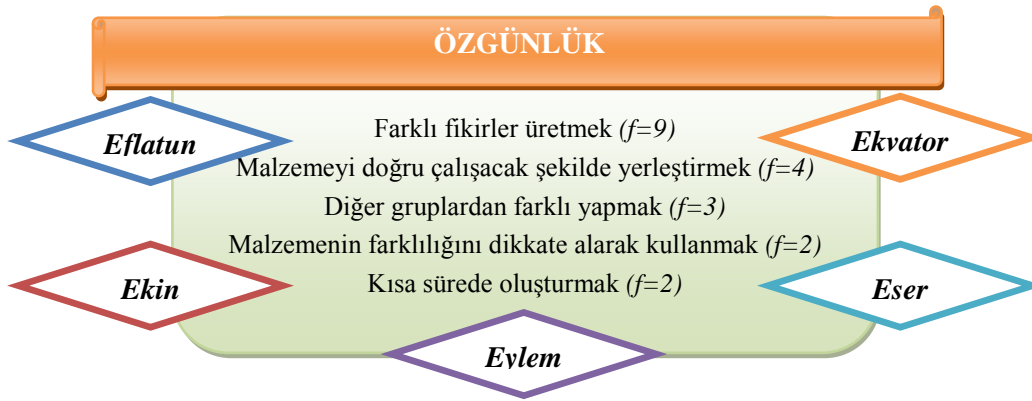 ÖZGÜNLÜK
Eflatun
Ekvator
Farklı fikirler üretmek (f=9)
Malzemeyi doğru çalışacak şekilde yerleştirmek (f=4)
Diğer gruplardan farklı yapmak (f=3)
Malzemenin farklılığını dikkate alarak kullanmak (f=2)
Kısa sürede oluşturmak (f=2)
Ekin
Eser
Eylem